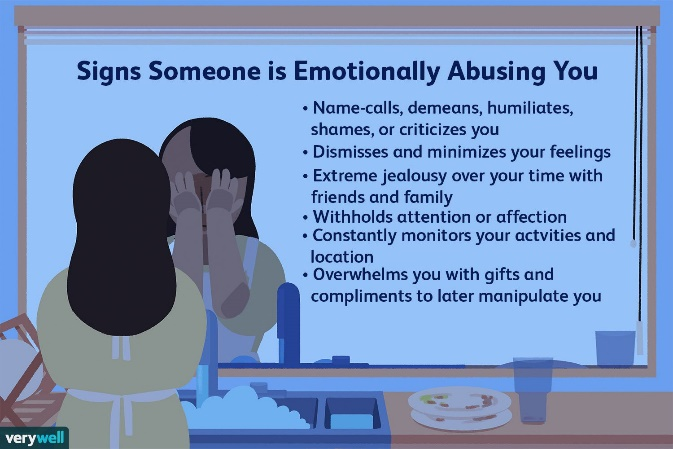 Signs Someone is Emotionally Abusing You
• Name-calls, demeans, humiliates,
shames, or criticizes you
• Dismisses and minimizes your feelings
• Extreme jealousy over your time with
friends and family
• Withholds attention or affection
• Constantly monitors your actvities and
location
• Overwhelms you with gifts and
compliments to later manipulate you
verywell